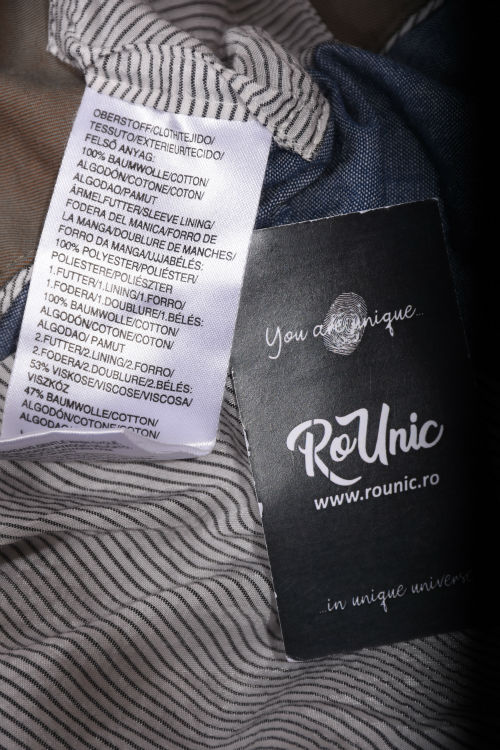 OBERSTOFF/CLOTH/TEJIDO/
TESSUTO/EXTERIEUR/TECIDO/
FELSŐ ANYAG:
100% BAUMWOLLE/COTTON/
ALGODÓN/COTONE/COTON/
ALGODAO/PAMUT
ÄRMELFUTTER/SLEEVE LINING/
FODERA DEL MANICA/FORRO DE
LA MANGA/DOUBLURE DE MANCHES/
FORRO DA MANGA/UJJABÉLÉS:
100% POLYESTER/POLIÉSTER/
POLIESTERE/POLIÉSZTER
1.FUTTER/1.LINING/1.FORRO/
1.FODERA/1.DOUBLURE/1.BÉLÉS:
100% BAUMWOLLE/COTTON/
ALGODÓN/COTONE/COTON/
ALGODAO/ PAMUT
2.FUTTER/2.LINING/2.FORRO/
2.FODERA/2.DOUBLURE/2.BÉLÉS:
53% VISKOSE/VISCOSE/VISCOSA/
VISZKÓZ
47% BAUMWOLLE/COTTON/
ALGODÓN/COTONE/COTON/
You are unique...
RoUnic
www.rounic.ro
...in unique universe